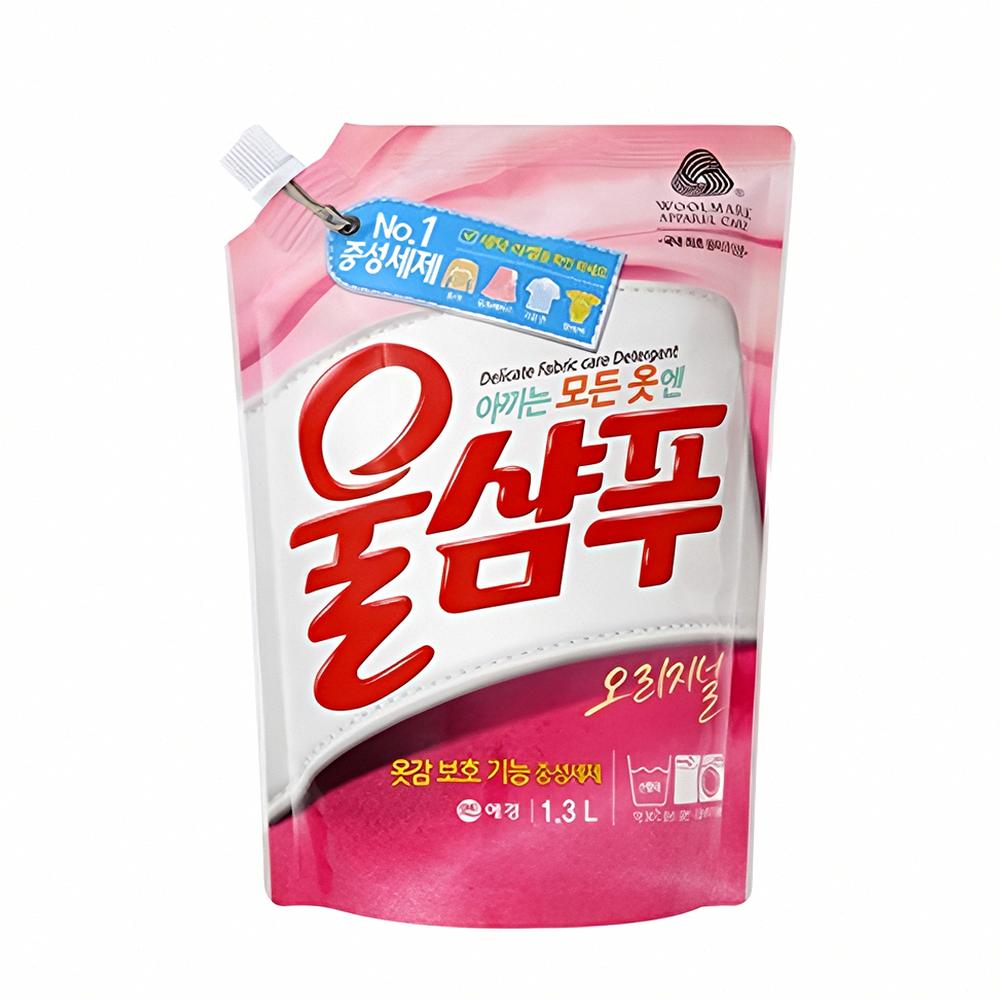 WOOLMARK
APPAREL CARE
No.1
중성세제
Delicate Fabric care Detergent
아끼는 모든 옷엔
울샴푸
오리지널
옷감 보호 기능 중성세제
애경 1.3 L